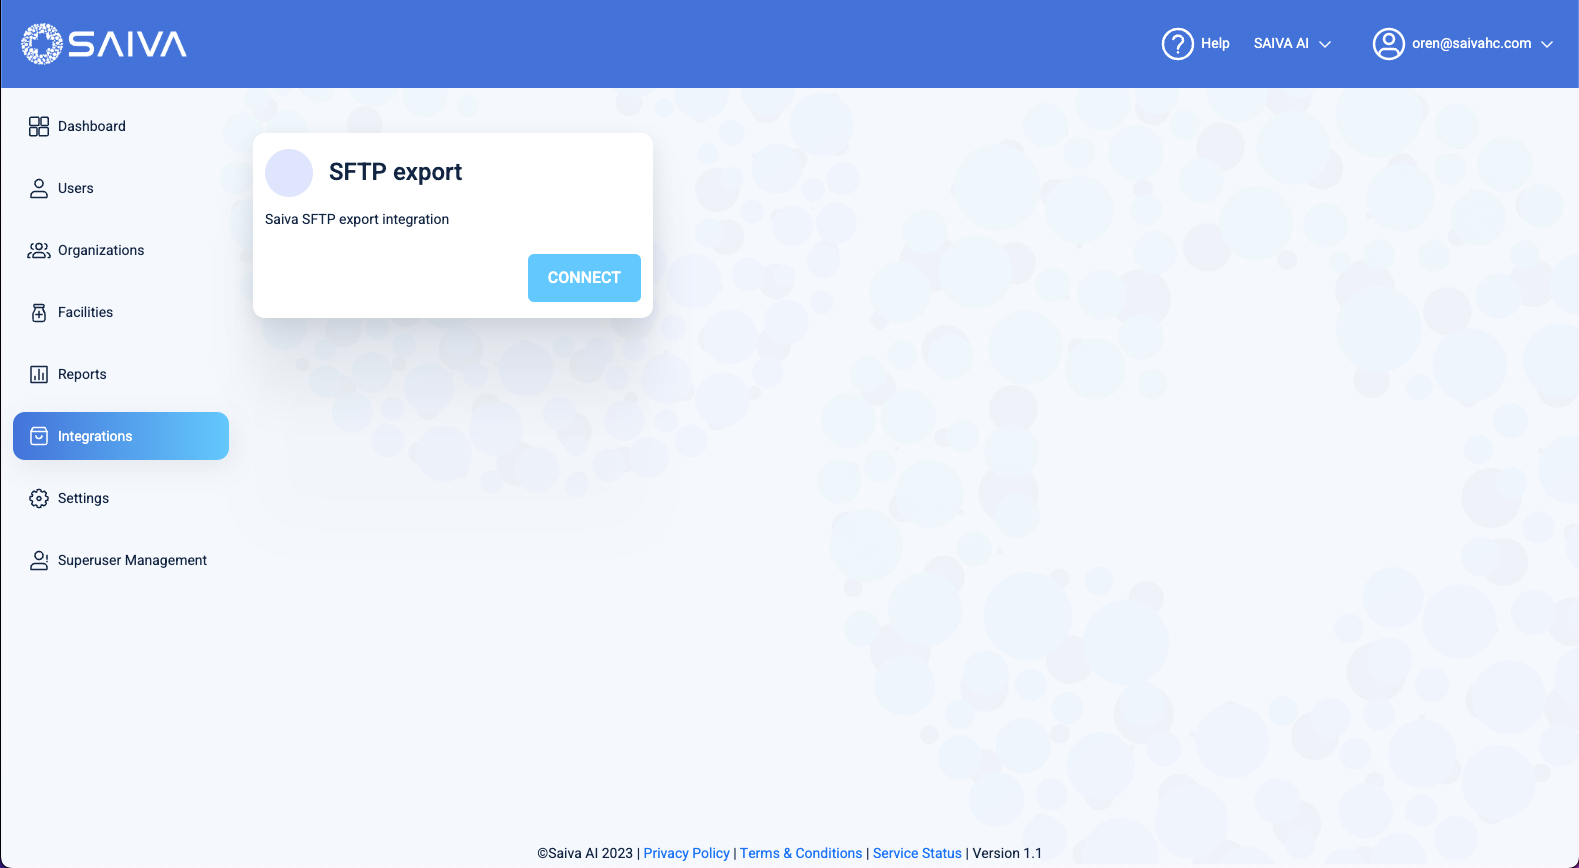 SAIVA
Help
SAIVA AI
oren@saivahc.com
Dashboard
Users
Organizations
Facilities
Reports
Integrations
Settings
Superuser Management
SFTP export
Saiva SFTP export integration
CONNECT
©Saiva AI 2023 | Privacy Policy | Terms & Conditions | Service Status | Version 1.1